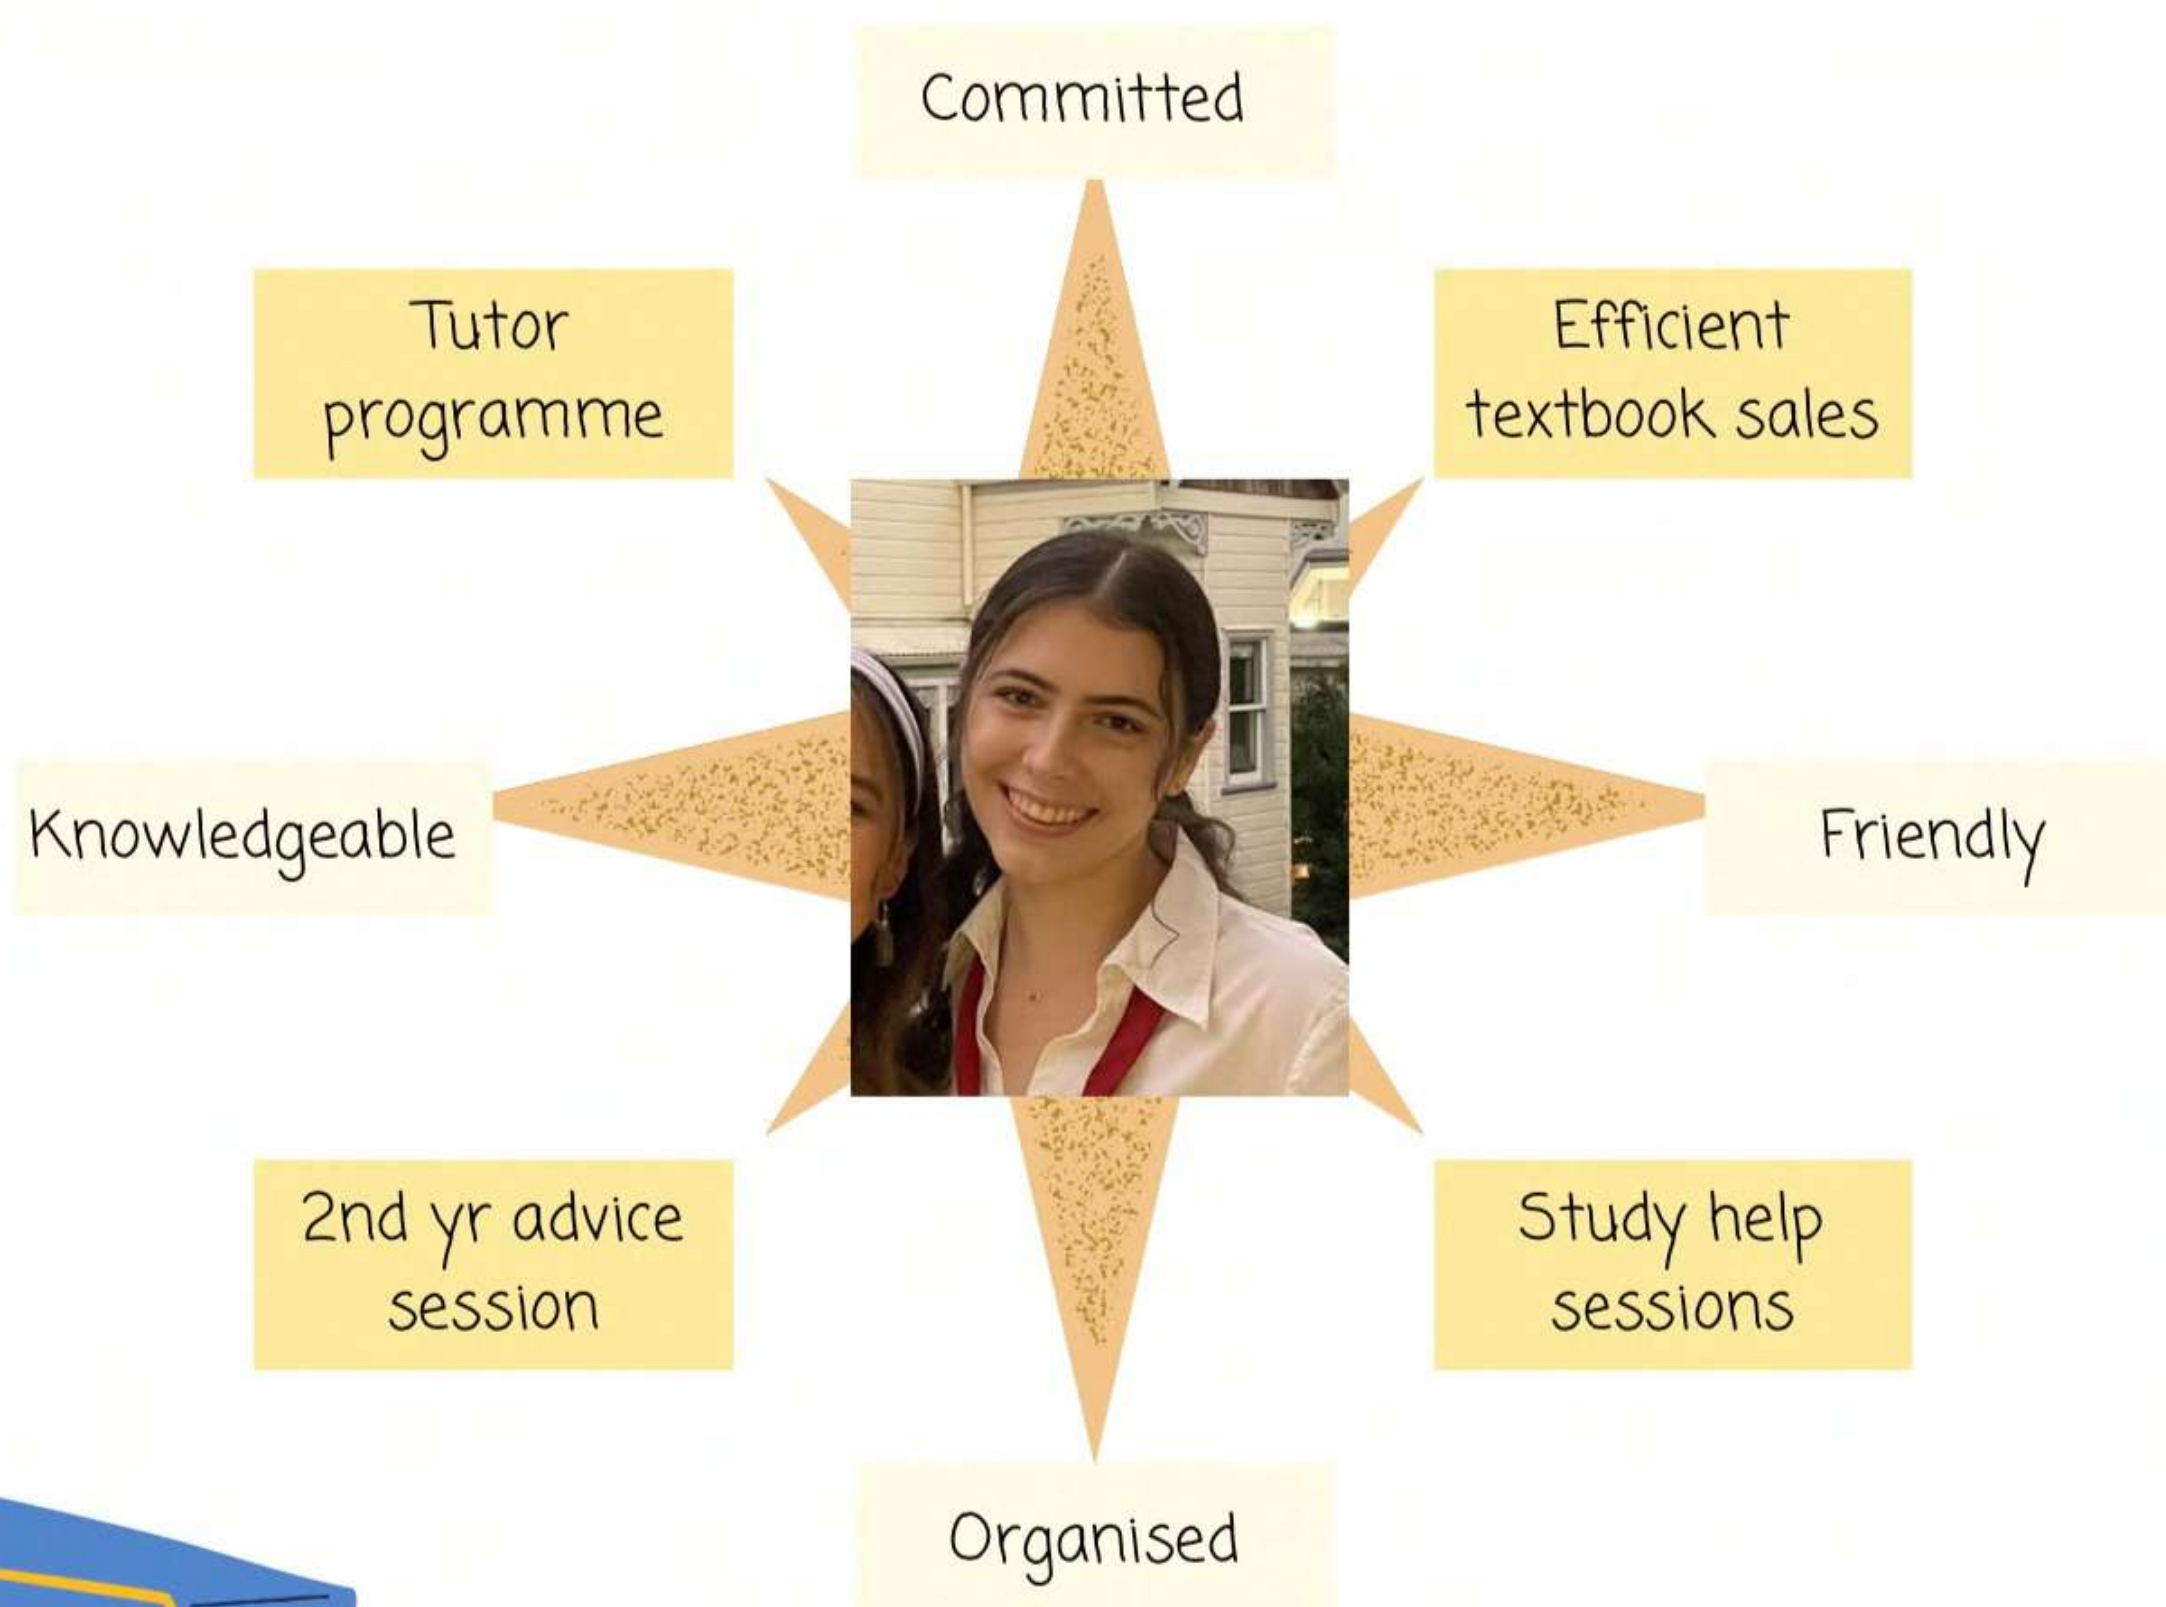 Committed
Tutor
programme
Efficient
textbook sales
Knowledgeable
Friendly
2nd yr advice
session
Study help
sessions
Organised